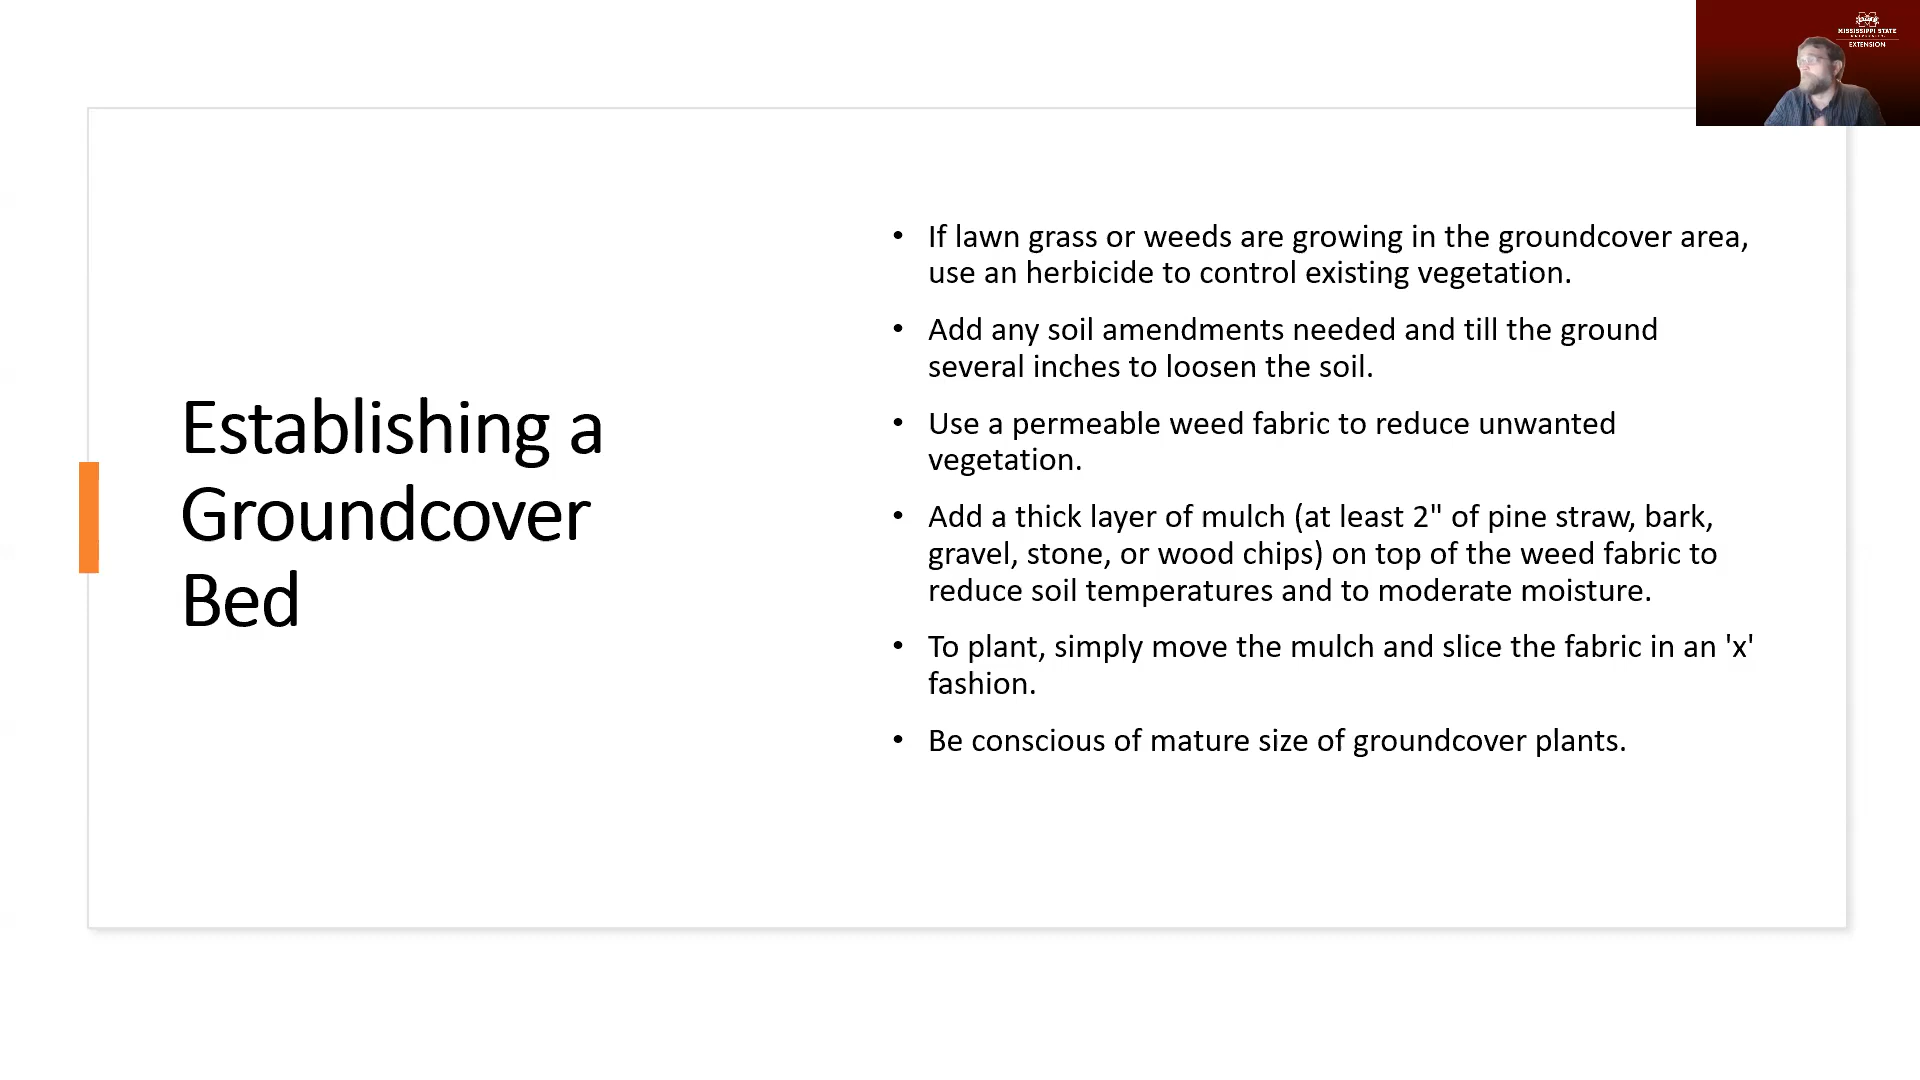 MISSISSIPPI STATE
UNIVERSITY
EXTENSION
Establishing a
Groundcover
Bed
• If lawn grass or weeds are growing in the groundcover area,
use an herbicide to control existing vegetation.
• Add any soil amendments needed and till the ground
several inches to loosen the soil.
• Use a permeable weed fabric to reduce unwanted
vegetation.
• Add a thick layer of mulch (at least 2" of pine straw, bark,
gravel, stone, or wood chips) on top of the weed fabric to
reduce soil temperatures and to moderate moisture.
• To plant, simply move the mulch and slice the fabric in an 'x'
fashion.
• Be conscious of mature size of groundcover plants.